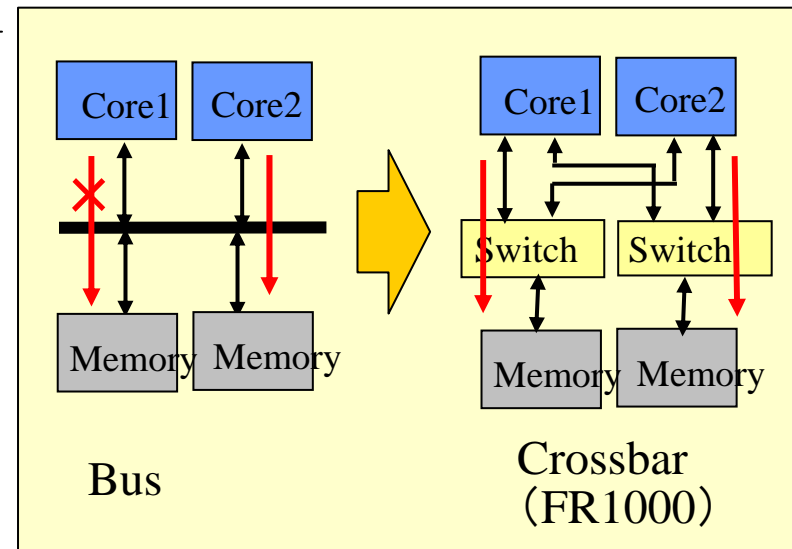 Core1 Core2
Memory Memory
Bus
Core1 Core2
Switch Switch
Memory Memory
Crossbar
（FR1000）